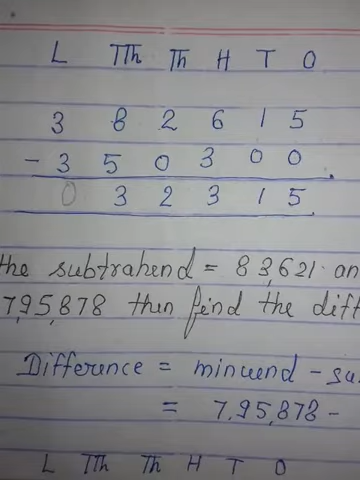 L TTh Th H T O
3 8 2 6 1 5
- 3 5 0 3 0 0
0 3 2 3 1 5
the subtrahend = 83,621 an
7,95,878 then find the diff
Difference = minuend - su
= 7,95,878 -
L TTh Th H T O